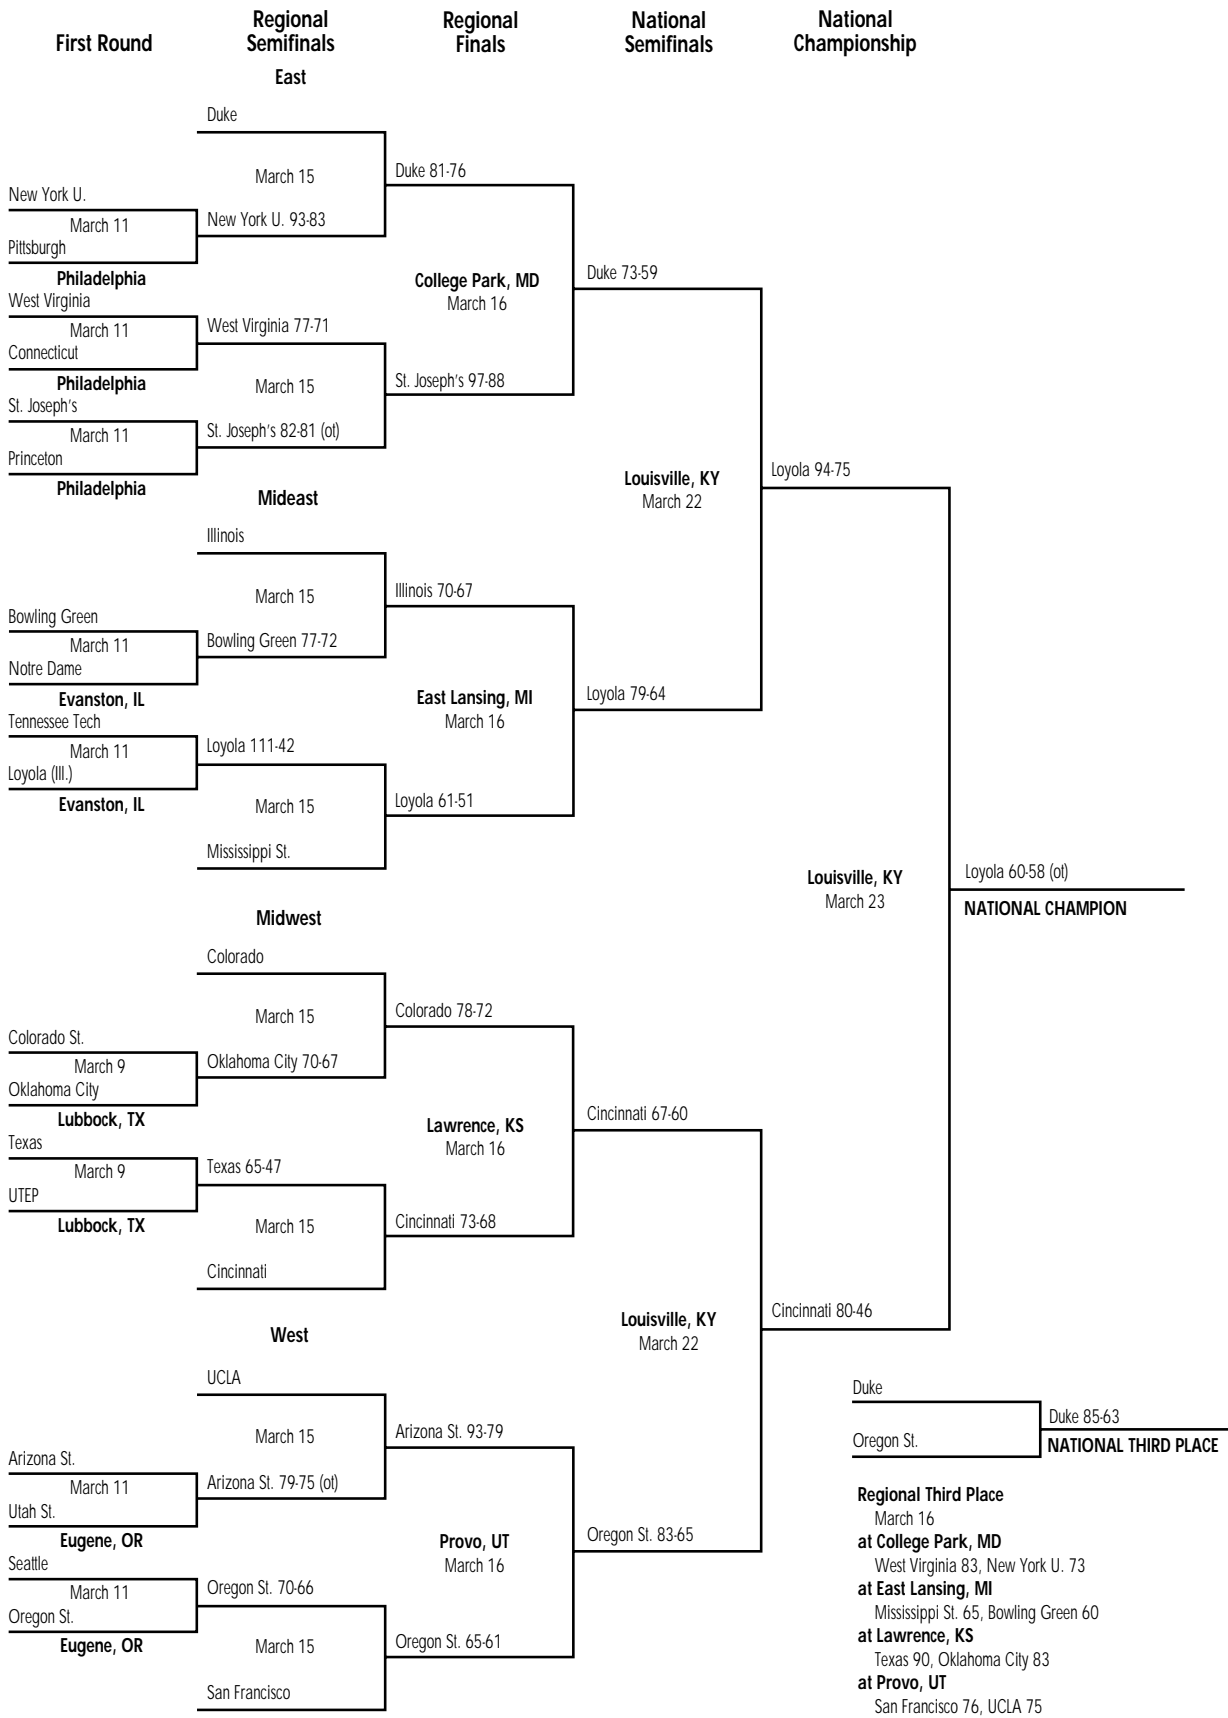 Regional
Regional
National
National
First Round
Semifinals
Finals
Semifinals
Championship
East
Duke
March 15
Duke 81-76
New York U.
March 11
New York U. 93-83
Pittsburgh
Philadelphia
College Park, MD
March 16
Duke 73-59
West Virginia
March 11
West Virginia 77-71
Connecticut
Philadelphia
March 15
St. Joseph's 97-88
St. Joseph's
March 11
St. Joseph's 82-81 (ot)
Princeton
Philadelphia
Louisville, KY
March 22
Loyola 94-75
Mideast
Illinois
March 15
Illinois 70-67
Bowling Green
March 11
Bowling Green 77-72
Notre Dame
Evanston, IL
East Lansing, MI
March 16
Loyola 79-64
Tennessee Tech
March 11
Loyola 111-42
Loyola (Ill.)
Evanston, IL
March 15
Loyola 61-51
Mississippi St.
Louisville, KY
March 23
Loyola 60-58 (ot)
NATIONAL CHAMPION
Midwest
Colorado
March 15
Colorado 78-72
Colorado St.
March 9
Oklahoma City 70-67
Oklahoma City
Lubbock, TX
Lawrence, KS
March 16
Cincinnati 67-60
Texas
March 9
Texas 65-47
UTEP
Lubbock, TX
March 15
Cincinnati 73-68
Cincinnati
Louisville, KY
March 22
Cincinnati 80-46
West
UCLA
March 15
Arizona St. 93-79
Arizona St.
March 11
Arizona St. 79-75 (ot)
Utah St.
Eugene, OR
Provo, UT
March 16
Oregon St. 83-65
Seattle
March 11
Oregon St. 70-66
Oregon St.
Eugene, OR
March 15
Oregon St. 65-61
San Francisco
Duke
Duke 85-63
Oregon St.
NATIONAL THIRD PLACE
Regional Third Place
March 16
at College Park, MD
West Virginia 83, New York U. 73
at East Lansing, MI
Mississippi St. 65, Bowling Green 60
at Lawrence, KS
Texas 90, Oklahoma City 83
at Provo, UT
San Francisco 76, UCLA 75